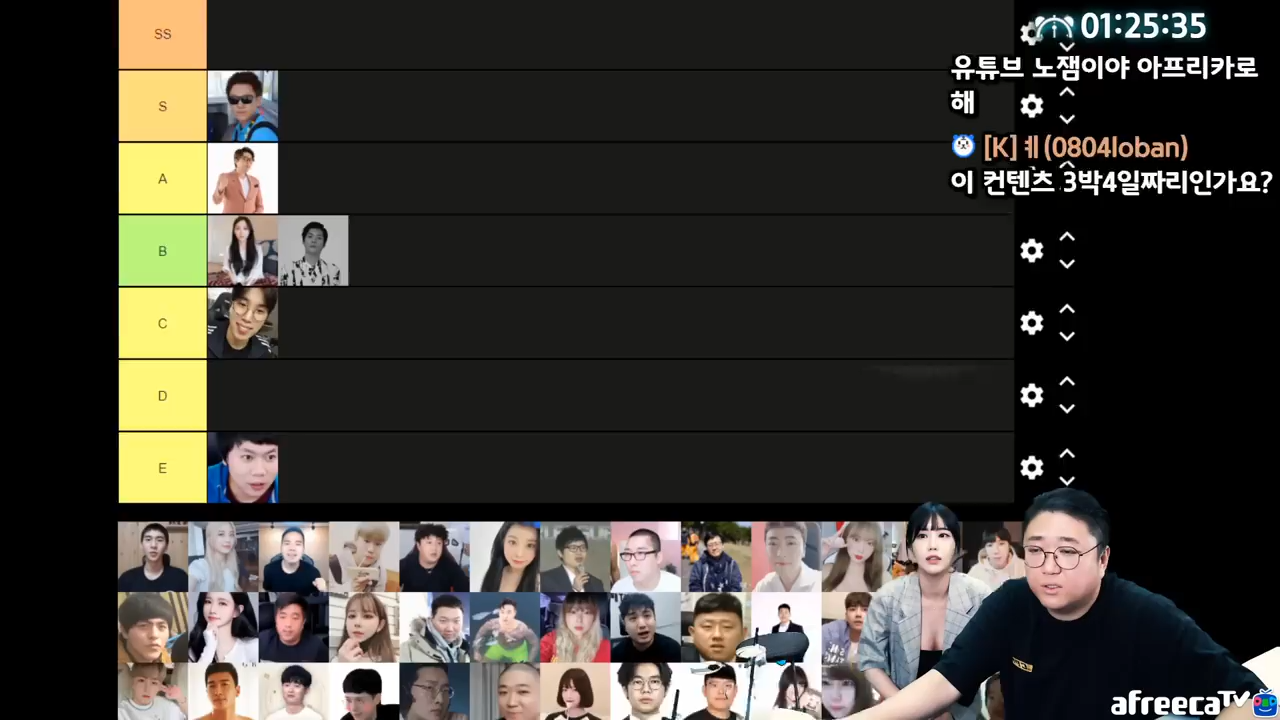 SS
01:25:35
유튜브 노잼이야 아프리카로
해
S
[K] ㅖ (0804loban)
A
이 컨텐츠 3박4일짜리인가요?
B
C
D
E
afreecaTV